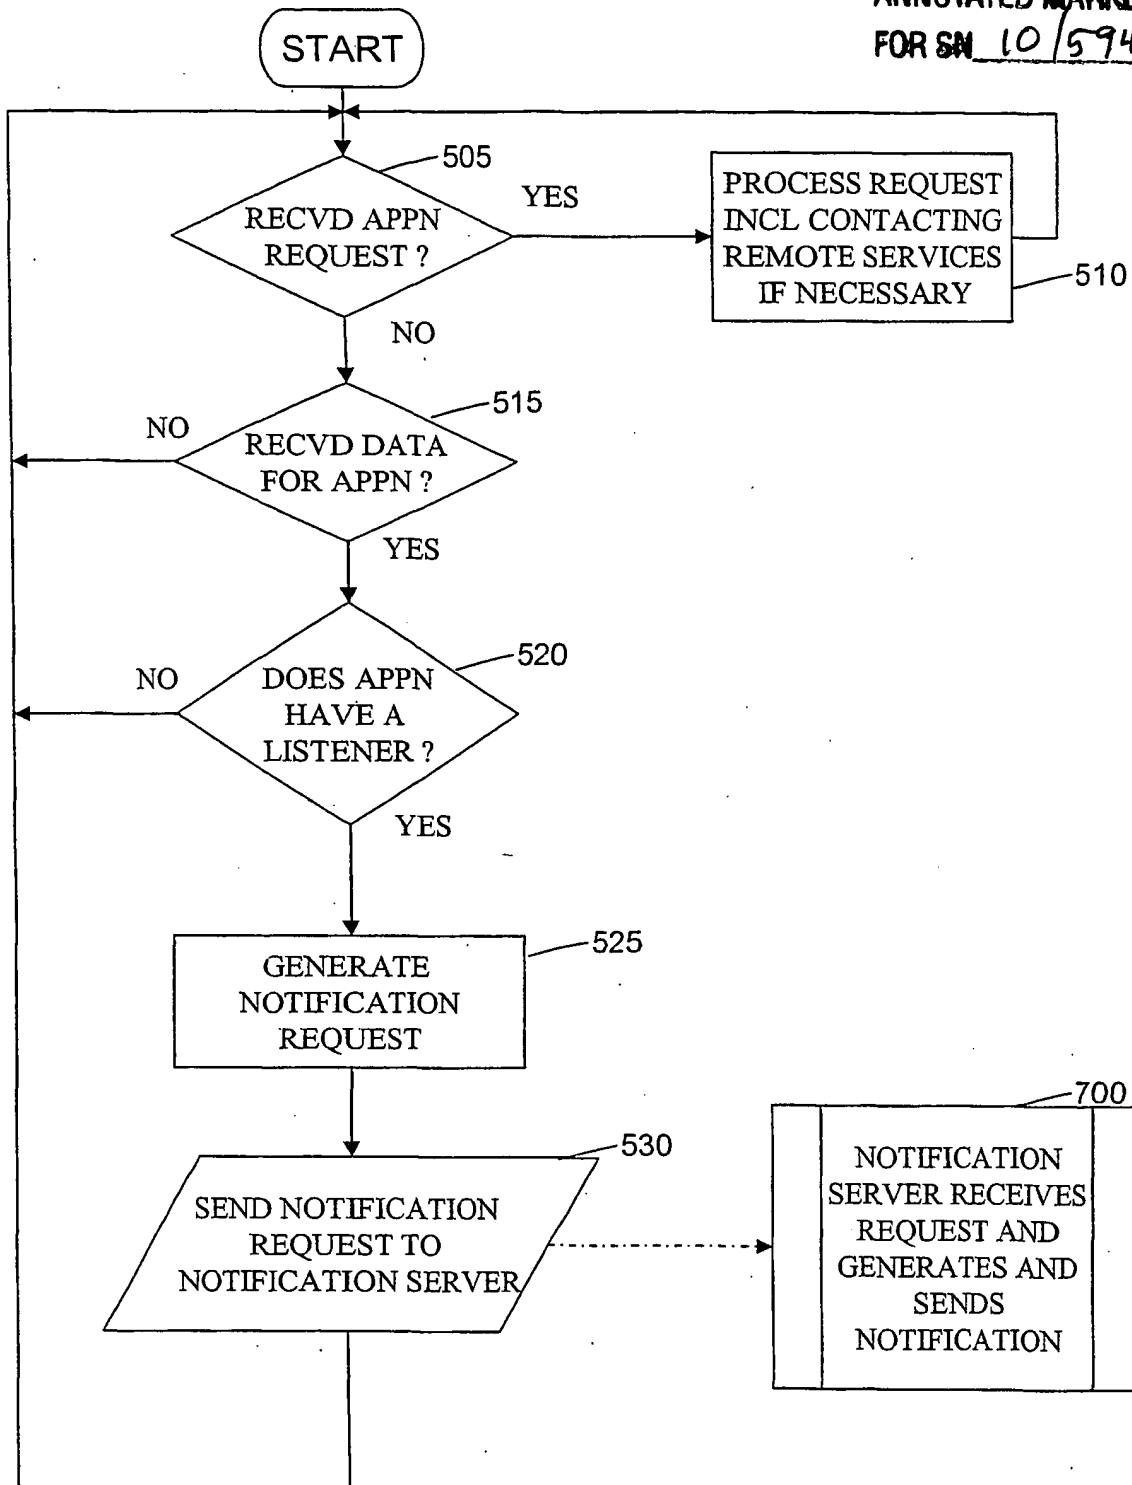 FOR SN 10/594
START
505
RECVD APPN
REQUEST ?
YES
PROCESS REQUEST
INCL CONTACTING
REMOTE SERVICES
IF NECESSARY
510
NO
515
NO
RECVD DATA
FOR APPN ?
YES
520
NO
DOES APPN
HAVE A
LISTENER ?
YES
525
GENERATE
NOTIFICATION
REQUEST
530
SEND NOTIFICATION
REQUEST TO
NOTIFICATION SERVER
700
NOTIFICATION
SERVER RECEIVES
REQUEST AND
GENERATES AND
SENDS
NOTIFICATION